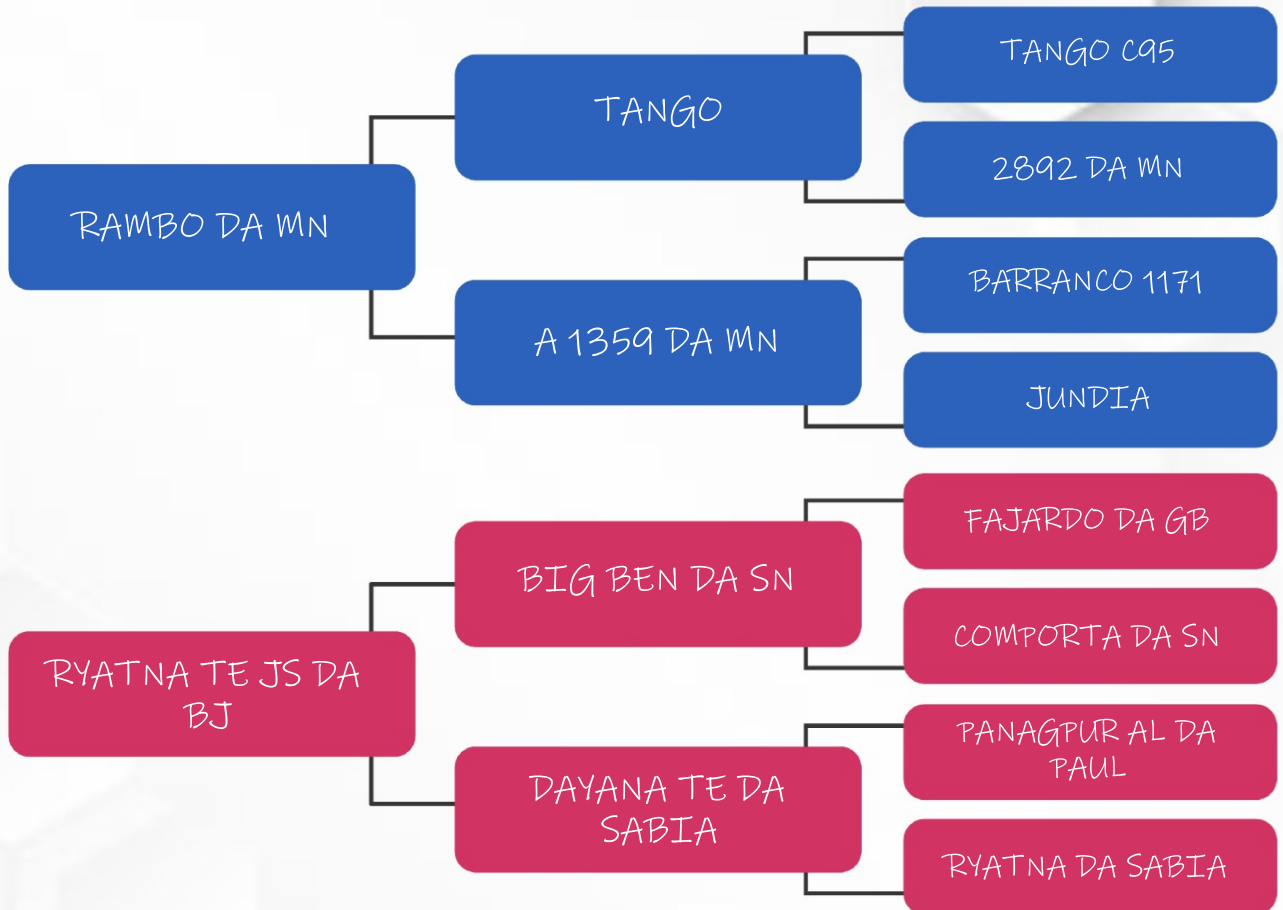 TANGO C95
TANGO
2892 DA MN
RAMBO DA MN
BARRANCO 1171
A 1359 DA MN
JUNDIA
FAJARDO DA GB
BIG BEN DA SN
COMPORTA DA SN
RYATNA TE JS DA
BJ
PANAGPUR AL DA
PAUL
DAYANA TE DA
SABIA
RYATNA DA SABIA